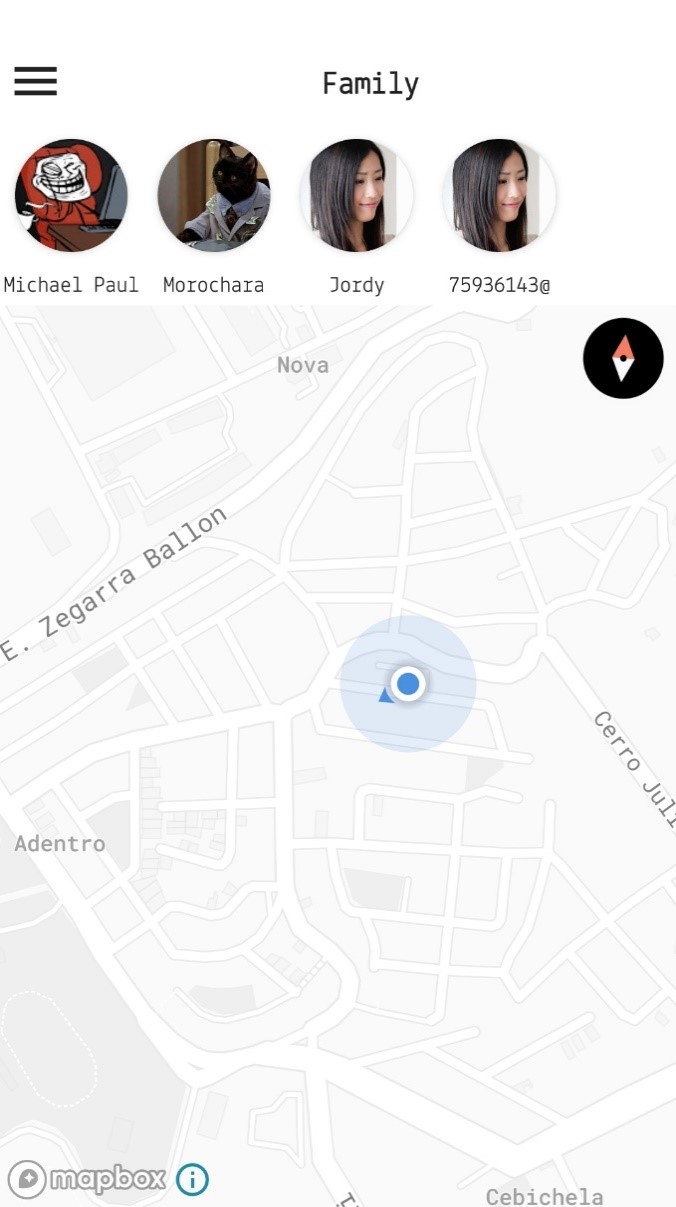 Family
Michael Paul
Morochara
Jordy
75936143@
Nova
E. Zegarra Ballon
Cerro Juli
Adentro
mapbox
Cebichela